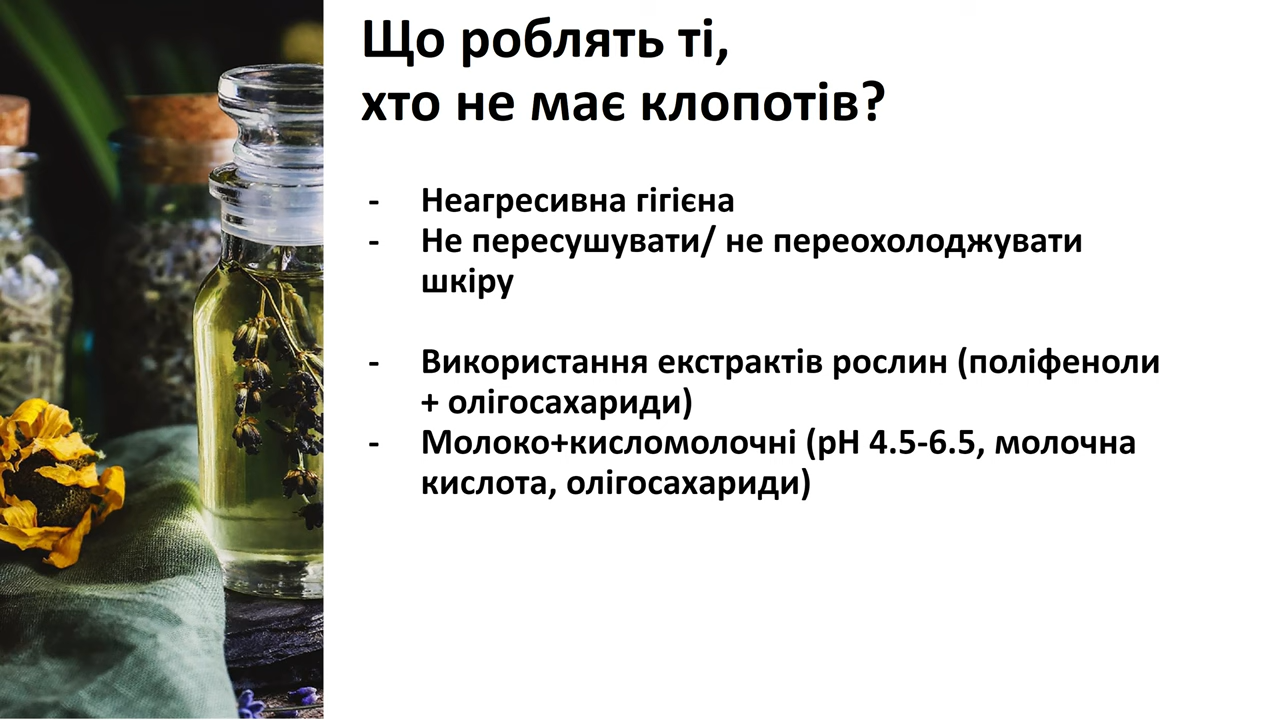 Що роблять ті,
хто не має клопотів?
- Неагресивна гігієна
- Не пересушувати/ не переохолоджувати
шкіру
- Використання екстрактів рослин (поліфеноли
+ олігосахариди)
- Молоко+кисломолочні (pH 4.5-6.5, молочна
кислота, олігосахариди)